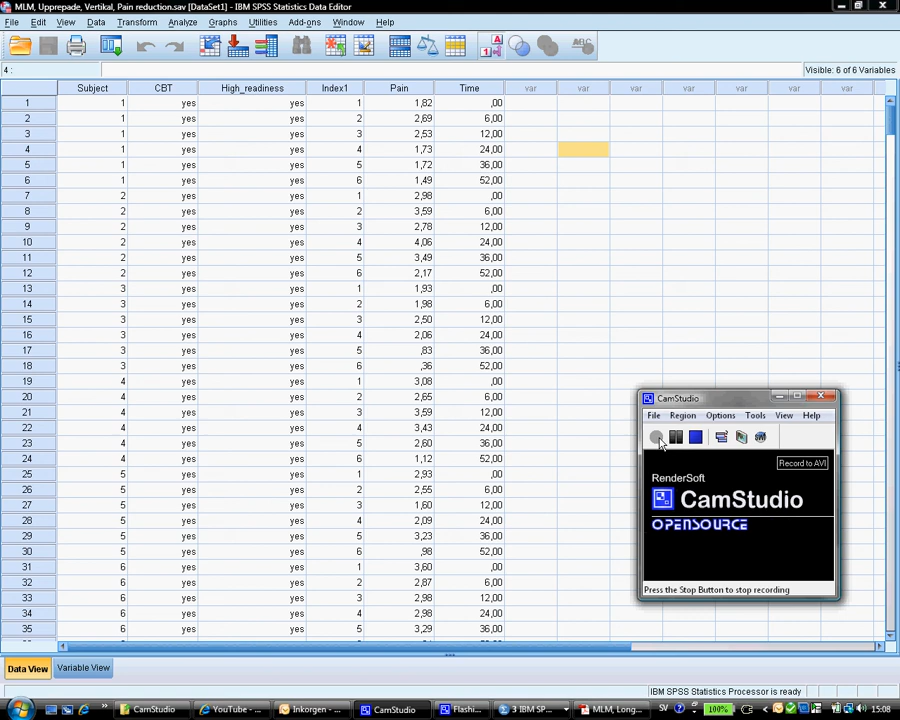 MLM, Upprepade, Vertikal, Pain reduction.sav [DataSet1] - IBM SPSS Statistics Data Editor
File Edit View Data Transform Analyze Graphs Utilities Add-ons Window Help
4 :
Visible: 6 of 6 Variables
Subject CBT High_readiness Index1 Pain Time var var var var var var var
1 1 yes yes 1 1,82 ,00
2 1 yes yes 2 2,69 6,00
3 1 yes yes 3 2,53 12,00
4 1 yes yes 4 1,73 24,00
5 1 yes yes 5 1,72 36,00
6 1 yes yes 6 1,49 52,00
7 2 yes yes 1 2,98 ,00
8 2 yes yes 2 3,59 6,00
9 2 yes yes 3 2,78 12,00
10 2 yes yes 4 4,06 24,00
11 2 yes yes 5 3,49 36,00
12 2 yes yes 6 2,17 52,00
13 3 yes yes 1 1,93 ,00
14 3 yes yes 2 1,98 6,00
15 3 yes yes 3 2,50 12,00
16 3 yes yes 4 2,06 24,00
17 3 yes yes 5 ,83 36,00
18 3 yes yes 6 ,36 52,00
19 4 yes yes 1 3,08 ,00
20 4 yes yes 2 2,65 6,00
21 4 yes yes 3 3,59 12,00
22 4 yes yes 4 3,43 24,00
23 4 yes yes 5 2,60 36,00
24 4 yes yes 6 1,12 52,00
25 5 yes yes 1 2,93 ,00
26 5 yes yes 2 2,55 6,00
27 5 yes yes 3 1,60 12,00
28 5 yes yes 4 2,09 24,00
29 5 yes yes 5 3,23 36,00
30 5 yes yes 6 ,98 52,00
31 6 yes yes 1 3,60 ,00
32 6 yes yes 2 2,87 6,00
33 6 yes yes 3 2,98 12,00
34 6 yes yes 4 2,98 24,00
35 6 yes yes 5 3,29 36,00
CamStudio
File Region Options Tools View Help
Record to AVI
RenderSoft
CamStudio
OPENSOURCE
Press the Stop Button to stop recording
Data View Variable View
IBM SPSS Statistics Processor is ready
CamStudio YouTube - ... Inkorgen - ... CamStudio Flashi... 3 IBM SP... MLM, Long... SV 100% 15:08